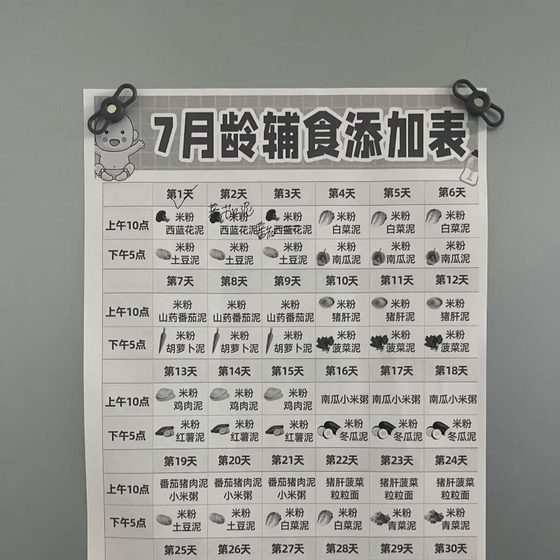 7月龄辅食添加表
第1天 第2天 第3天 第4天 第5天 第6天
上午10点 米粉 西蓝花泥 米粉 西蓝花泥 米粉 西蓝花泥 米粉 白菜泥 米粉 白菜泥 米粉 白菜泥
下午5点 米粉 土豆泥 米粉 土豆泥 米粉 土豆泥 米粉 南瓜泥 米粉 南瓜泥 米粉 南瓜泥
第7天 第8天 第9天 第10天 第11天 第12天
上午10点 米粉 山药番茄泥 米粉 山药番茄泥 米粉 山药番茄泥 米粉 猪肝泥 米粉 猪肝泥 米粉 猪肝泥
下午5点 米粉 胡萝卜泥 米粉 胡萝卜泥 米粉 胡萝卜泥 米粉 菠菜泥 米粉 菠菜泥 米粉 菠菜泥
第13天 第14天 第15天 第16天 第17天 第18天
上午10点 米粉 鸡肉泥 米粉 鸡肉泥 米粉 鸡肉泥 南瓜小米粥 南瓜小米粥 南瓜小米粥
下午5点 米粉 红薯泥 米粉 红薯泥 米粉 红薯泥 米粉 冬瓜泥 米粉 冬瓜泥 米粉 冬瓜泥
第19天 第20天 第21天 第22天 第23天 第24天
上午10点 番茄猪肉泥 小米粥 番茄猪肉泥 小米粥 番茄猪肉泥 小米粥 猪肝菠菜 粒粒面 猪肝菠菜 粒粒面 猪肝菠菜 粒粒面
下午5点 米粉 土豆泥 米粉 土豆泥 米粉 白菜泥 米粉 白菜泥 米粉 青菜泥 米粉 青菜泥
第25天 第26天 第27天 第28天 第29天 第30天